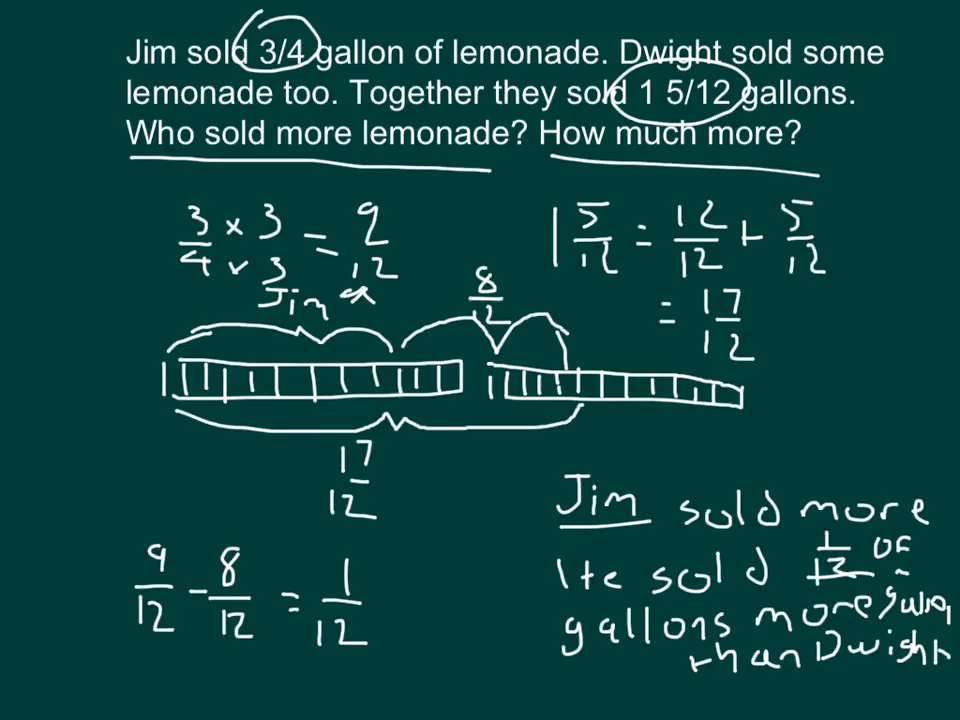 Jim sold 3/4 gallon of lemonade. Dwight sold some
lemonade too. Together they sold 1 5/12 gallons.
Who sold more lemonade? How much more?
3/4 × 3/3 = 9/12
1 5/12 = 12/12 + 5/12
= 17/12
Jim
8/12
17/12
9/12 - 8/12 = 1/12
Jim sold more
He sold 1/12 of
gallons more
than Dwight